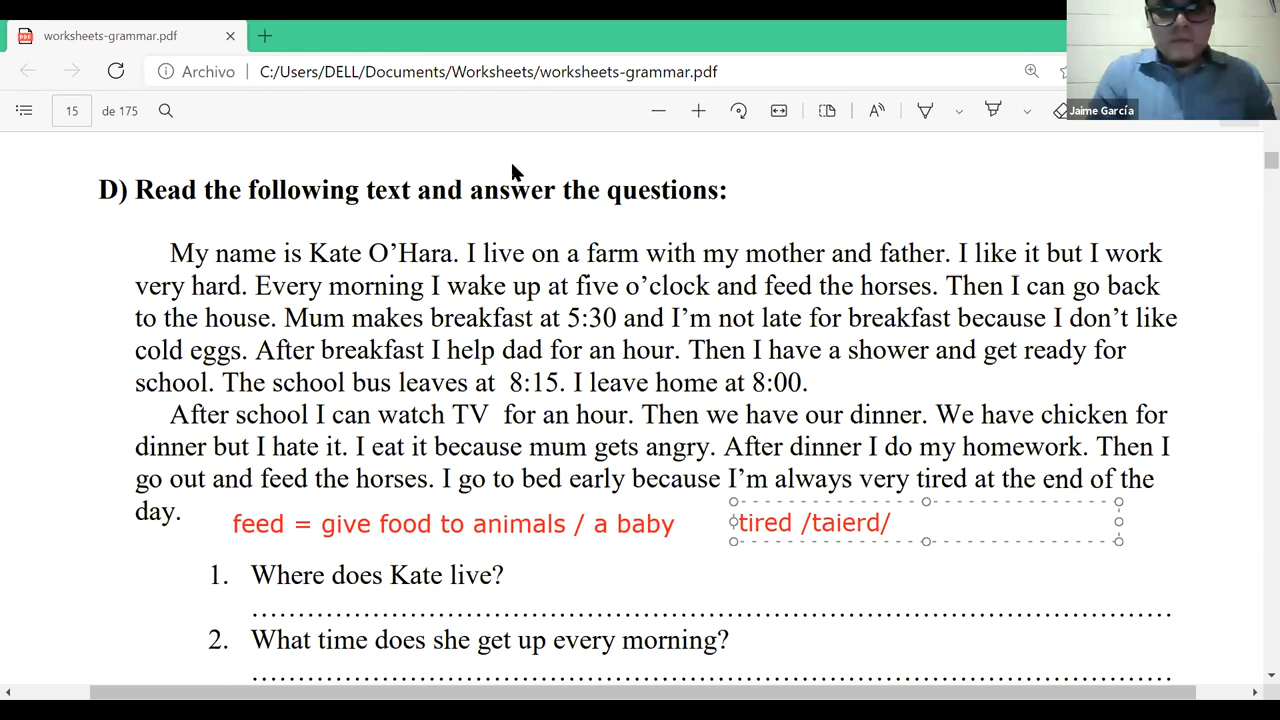 worksheets-grammar.pdf
Archivo C:/Users/DELL/Documents/Worksheets/worksheets-grammar.pdf
Jaime García
15 de 175
D) Read the following text and answer the questions:
My name is Kate O’Hara. I live on a farm with my mother and father. I like it but I work
very hard. Every morning I wake up at five o’clock and feed the horses. Then I can go back
to the house. Mum makes breakfast at 5:30 and I’m not late for breakfast because I don’t like
cold eggs. After breakfast I help dad for an hour. Then I have a shower and get ready for
school. The school bus leaves at 8:15. I leave home at 8:00.
After school I can watch TV for an hour. Then we have our dinner. We have chicken for
dinner but I hate it. I eat it because mum gets angry. After dinner I do my homework. Then I
go out and feed the horses. I go to bed early because I’m always very tired at the end of the
day.
feed = give food to animals / a baby
tired /taierd/
1. Where does Kate live?
2. What time does she get up every morning?